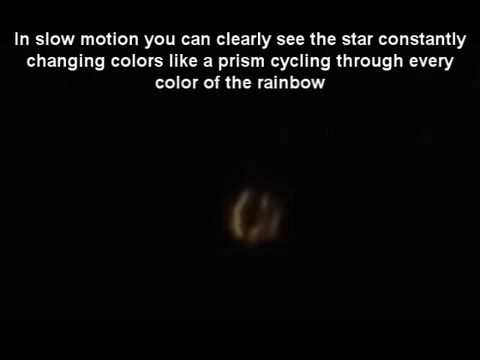 In slow motion you can clearly see the star constantly
changing colors like a prism cycling through every
color of the rainbow